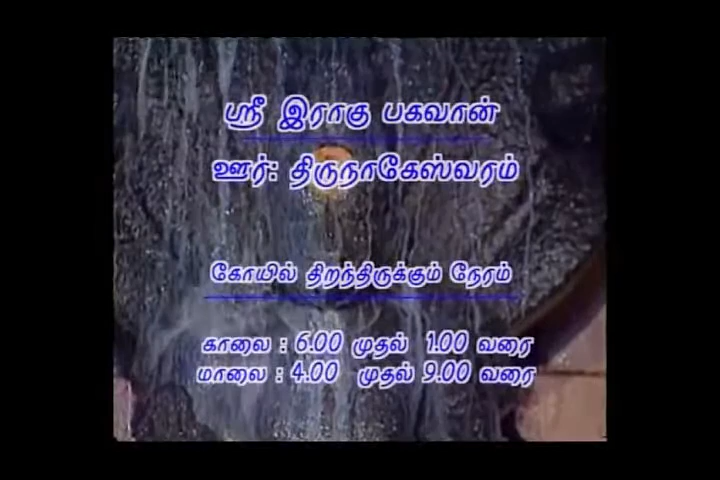 ஸ்ரீ இராகு பகவான்
ஊர்: திருநாகேஸ்வரம்
கோயில் திறந்திருக்கும் நேரம்
காலை : 6.00 முதல் 1.00 வரை
மாலை : 4.00 முதல் 9.00 வரை